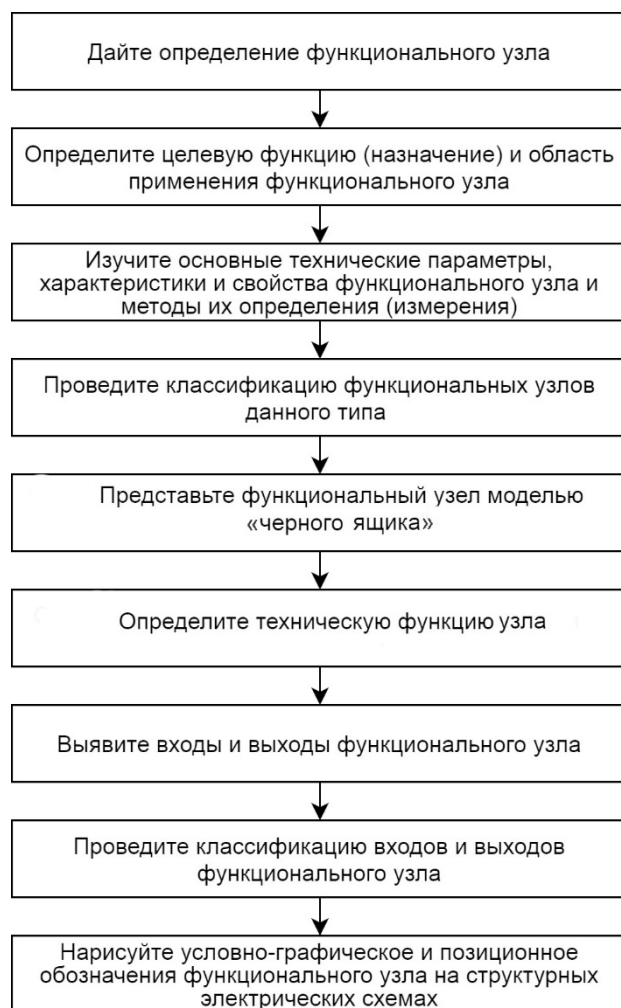 Дайте определение функционального узла
Определите целевую функцию (назначение) и область
применения функционального узла
Изучите основные технические параметры,
характеристики и свойства функционального узла и
методы их определения (измерения)
Проведите классификацию функциональных узлов
данного типа
Представьте функциональный узел моделью
«черного ящика»
Определите техническую функцию узла
Выявите входы и выходы функционального узла
Проведите классификацию входов и выходов
функционального узла
Нарисуйте условно-графическое и позиционное
обозначения функционального узла на структурных
электрических схемах